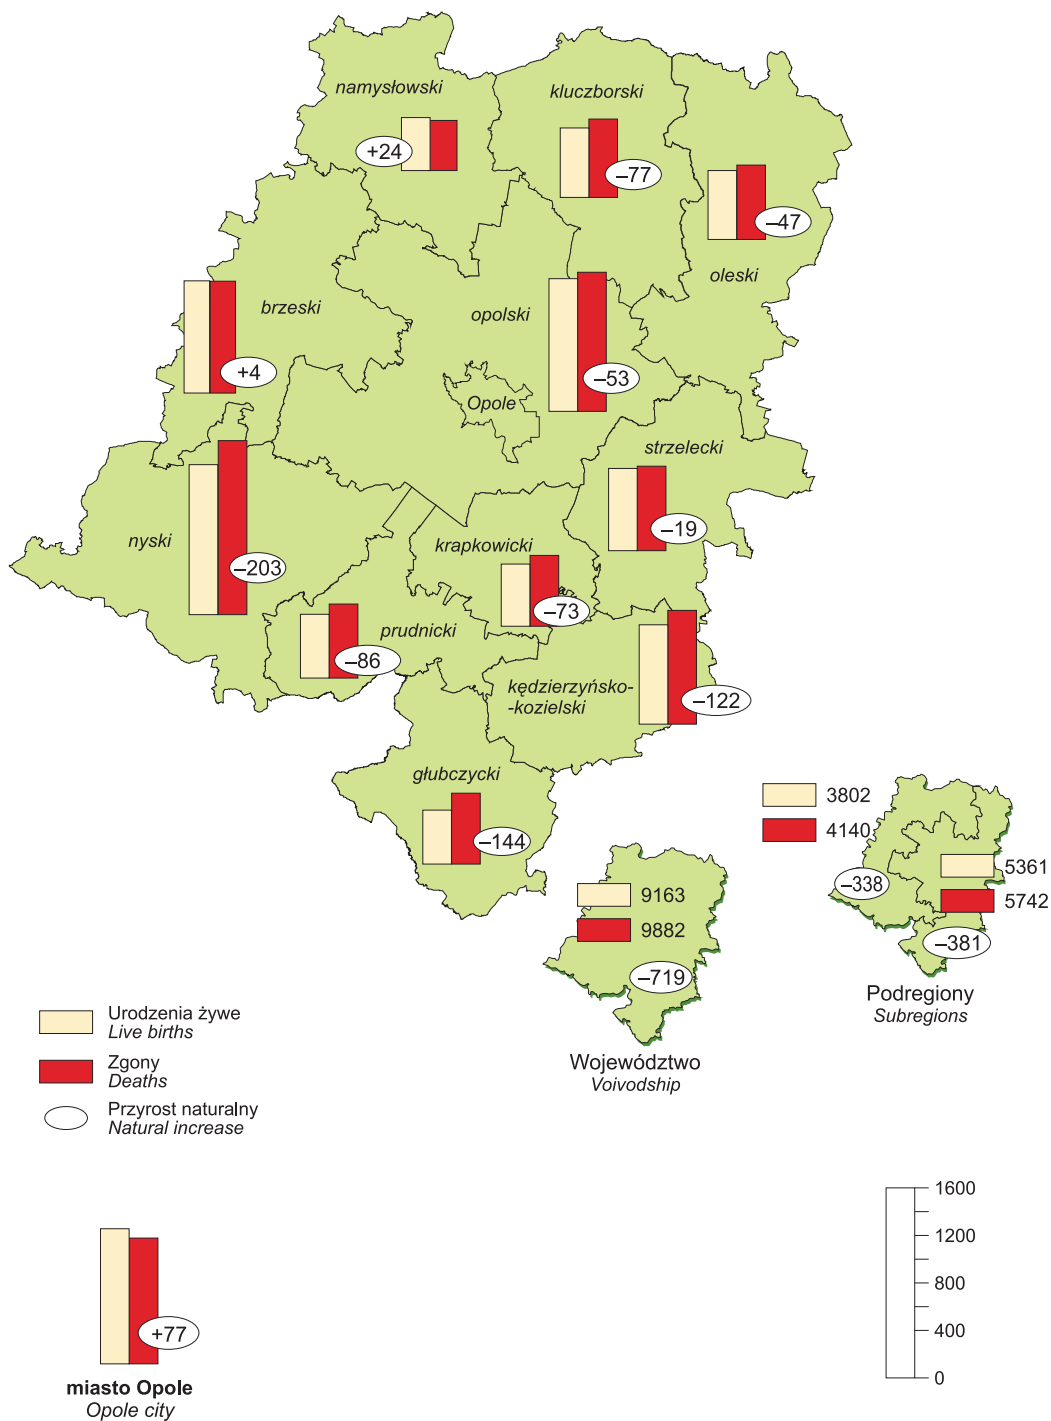 namysłowski
+24
kluczborski
–77
–47
oleski
brzeski
+4
opolski
–53
Opole
strzelecki
–19
nyski
–203
krapkowicki
–73
prudnicki
–86
kędzierzyńsko-
-kozielski
–122
głubczycki
–144
3802
4140
–338
5361
5742
–381
Podregiony
Subregions
9163
9882
–719
Województwo
Voivodship
Urodzenia żywe
Live births
Zgony
Deaths
Przyrost naturalny
Natural increase
+77
miasto Opole
Opole city
1600
1200
800
400
0